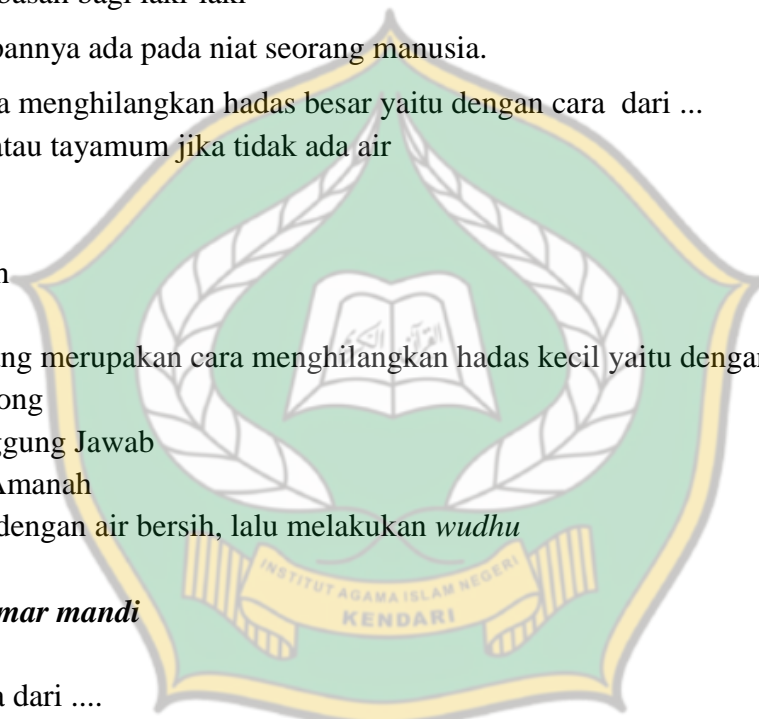 basan bagi laki-laki
pannya ada pada niat seorang manusia.
a menghilangkan hadas besar yaitu dengan cara dari ...
atau tayamum jika tidak ada air
n
ng merupakan cara menghilangkan hadas kecil yaitu dengan
ong
ggung Jawab
Amanah
dengan air bersih, lalu melakukan wudhu
INSTITUT AGAMA ISLAM NEGERI
KENDARI
mar mandi
a dari ....